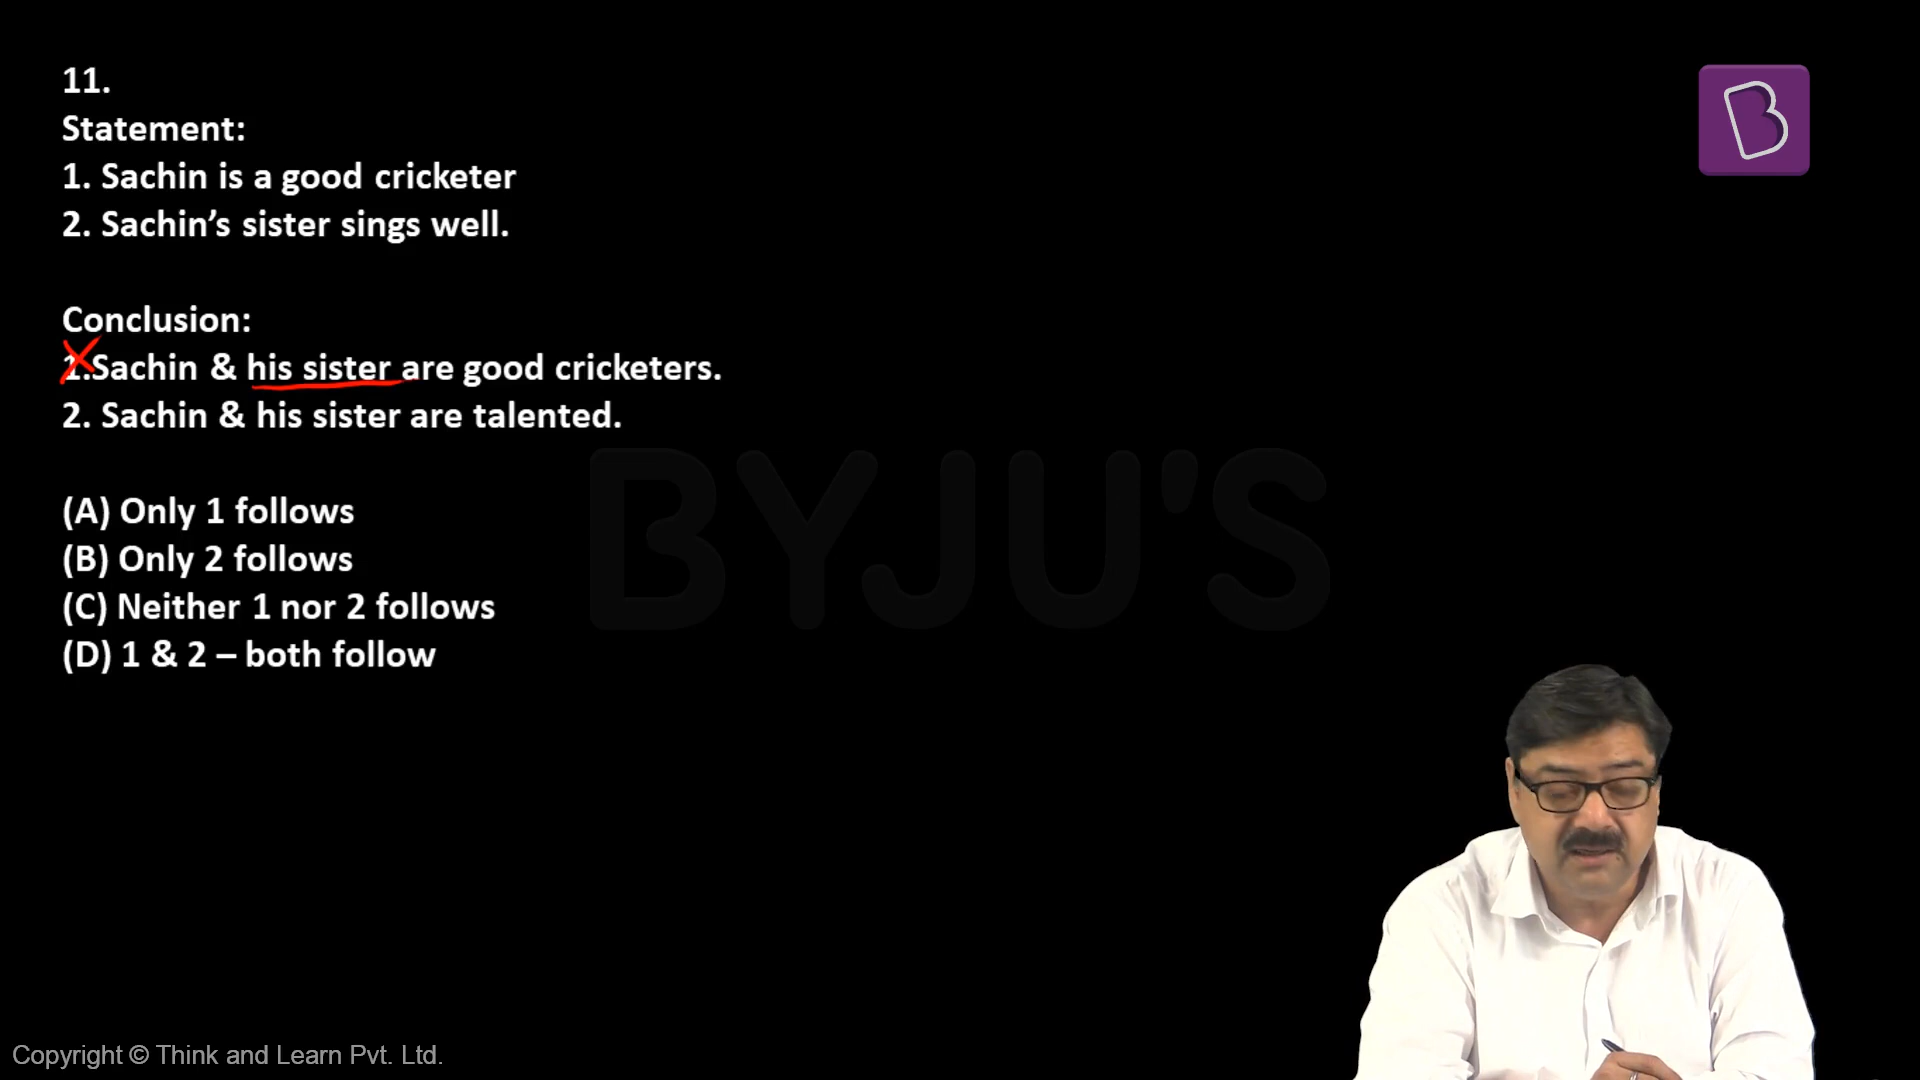 11.
Statement:
1. Sachin is a good cricketer
2. Sachin’s sister sings well.
Conclusion:
1.Sachin & his sister are good cricketers.
2. Sachin & his sister are talented.
BYJU'S
(A) Only 1 follows
(B) Only 2 follows
(C) Neither 1 nor 2 follows
(D) 1 & 2 – both follow
B
Copyright © Think and Learn Pvt. Ltd.